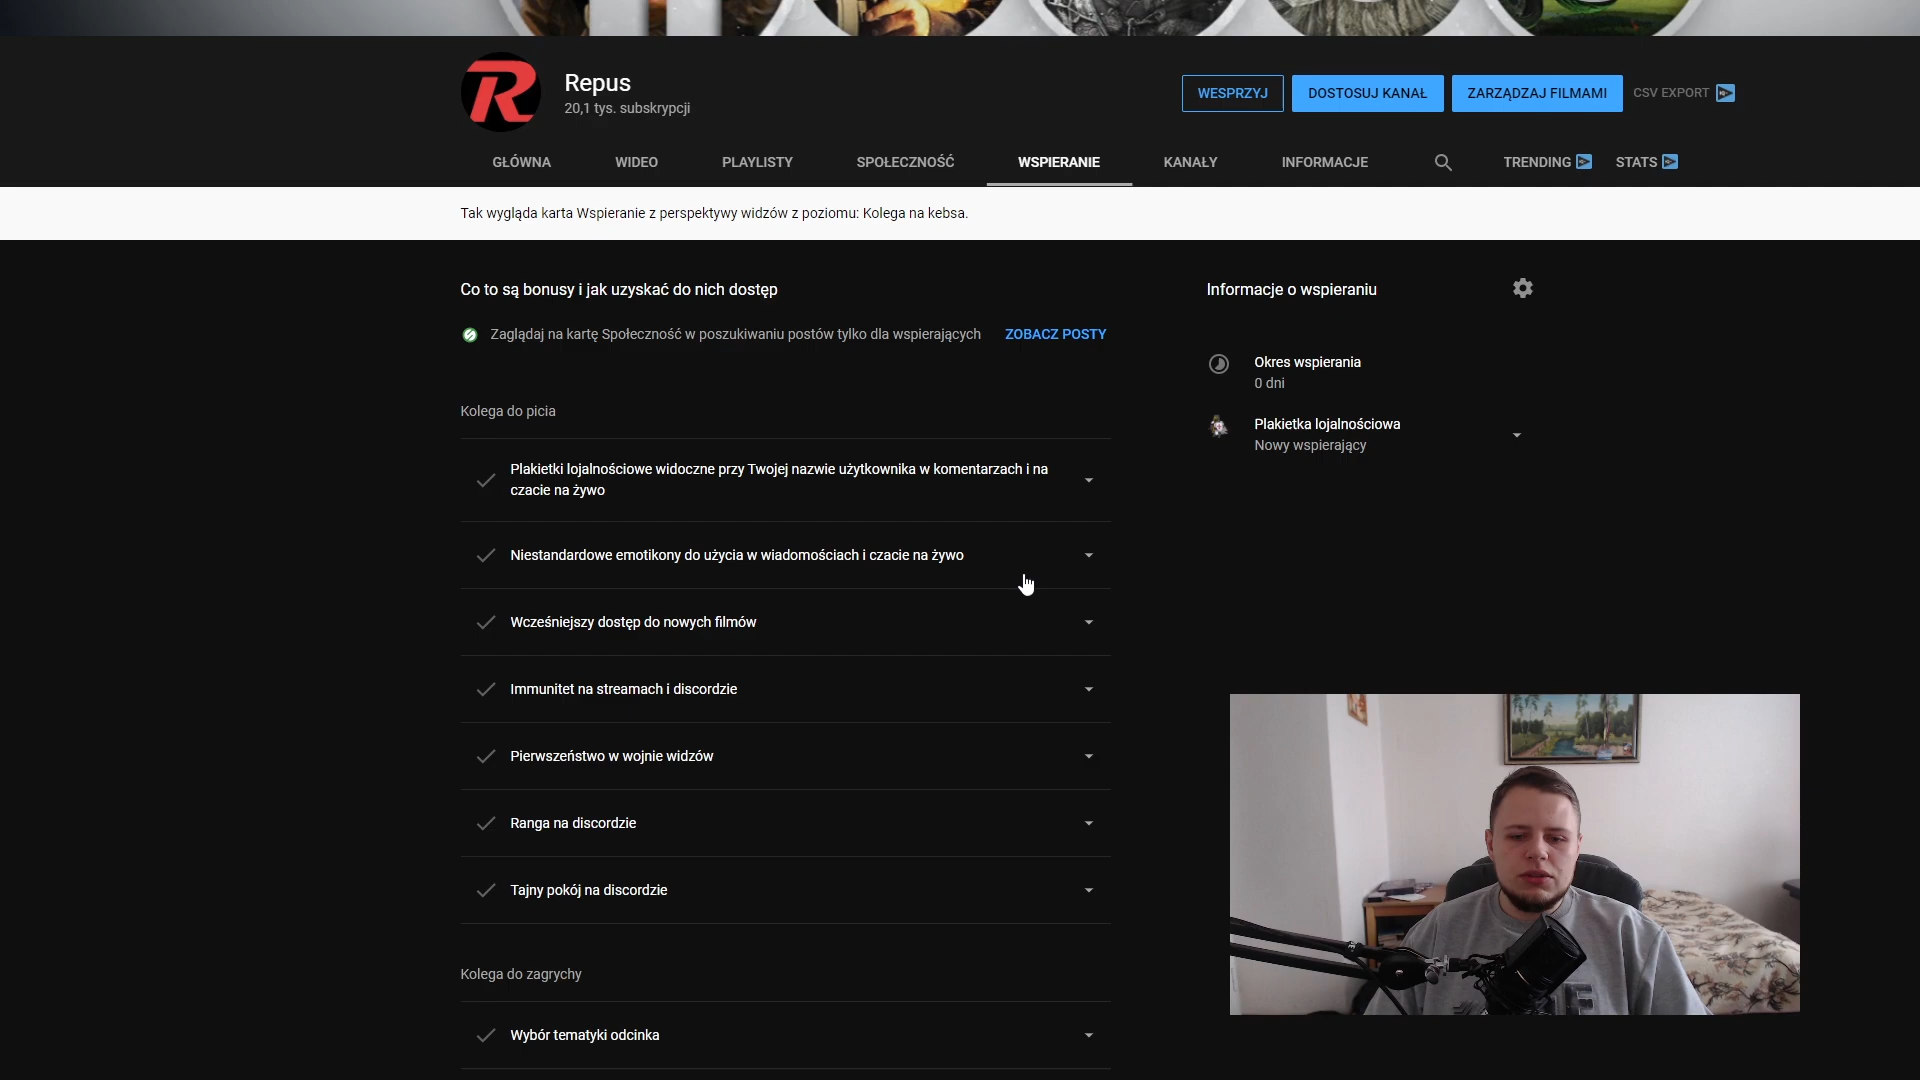 Repus
20,1 tys. subskrypcji
WESPRZYJ
DOSTOSUJ KANAŁ
ZARZĄDZAJ FILMAMI
CSV EXPORT
GŁÓWNA
WIDEO
PLAYLISTY
SPOŁECZNOŚĆ
WSPIERANIE
KANAŁY
INFORMACJE
TRENDING
STATS
Tak wygląda karta Wspieranie z perspektywy widzów z poziomu: Kolega na kebsa.
Co to są bonusy i jak uzyskać do nich dostęp
Zaglądaj na kartę Społeczność w poszukiwaniu postów tylko dla wspierających
ZOBACZ POSTY
Kolega do picia
Plakietki lojalnościowe widoczne przy Twojej nazwie użytkownika w komentarzach i na
czacie na żywo
Niestandardowe emotikony do użycia w wiadomościach i czacie na żywo
Wcześniejszy dostęp do nowych filmów
Immunitet na streamach i discordzie
Pierwszeństwo w wojnie widzów
Ranga na discordzie
Tajny pokój na discordzie
Kolega do zagrychy
Wybór tematyki odcinka
Informacje o wspieraniu
Okres wspierania
0 dni
Plakietka lojalnościowa
Nowy wspierający